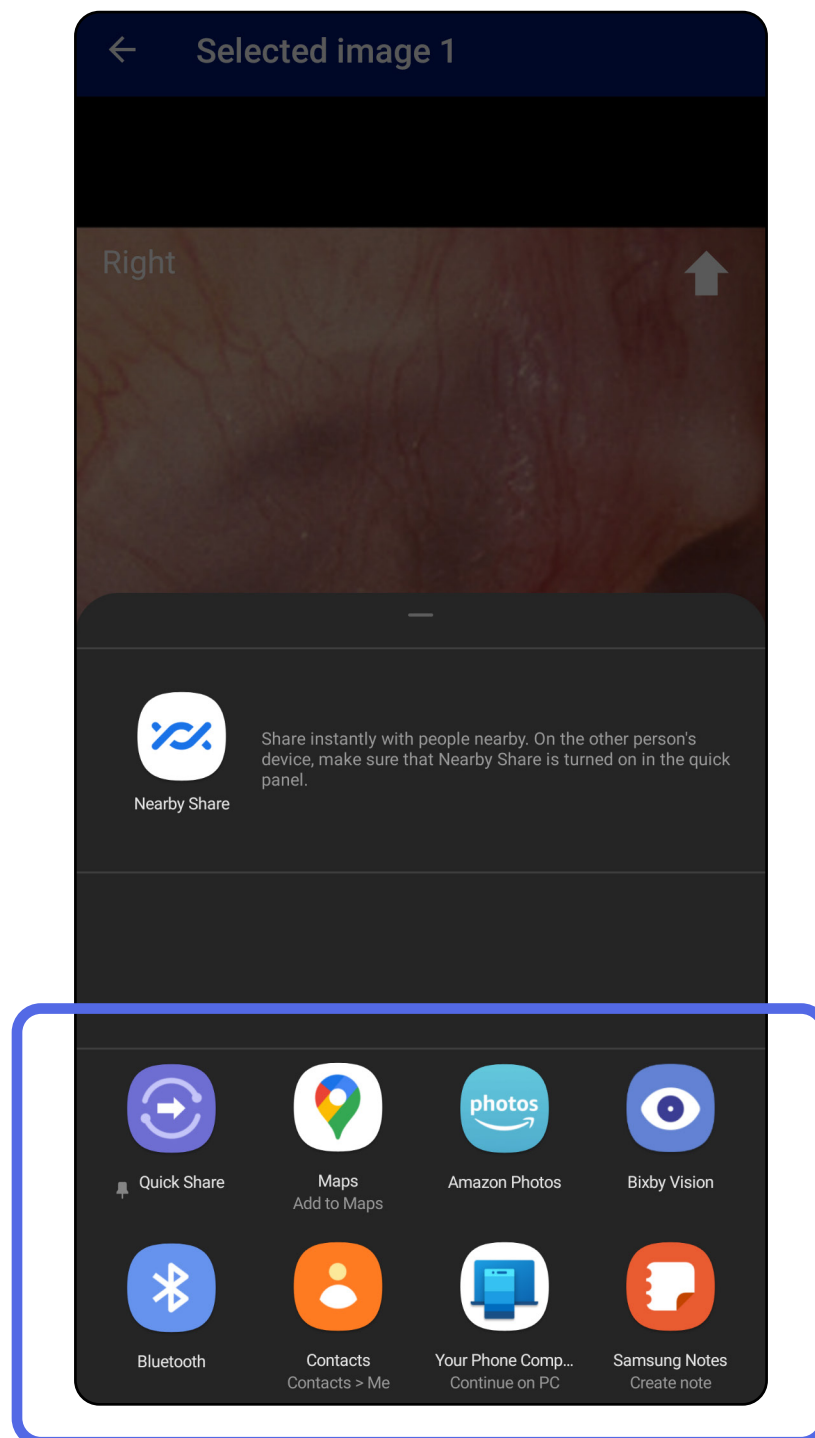 Selected image 1
Right
Share instantly with people nearby. On the other person's
device, make sure that Nearby Share is turned on in the quick
panel.
Nearby Share
photos
Quick Share
Maps
Amazon Photos
Bixby Vision
Add to Maps
Bluetooth
Contacts
Your Phone Comp...
Samsung Notes
Contacts > Me
Continue on PC
Create note